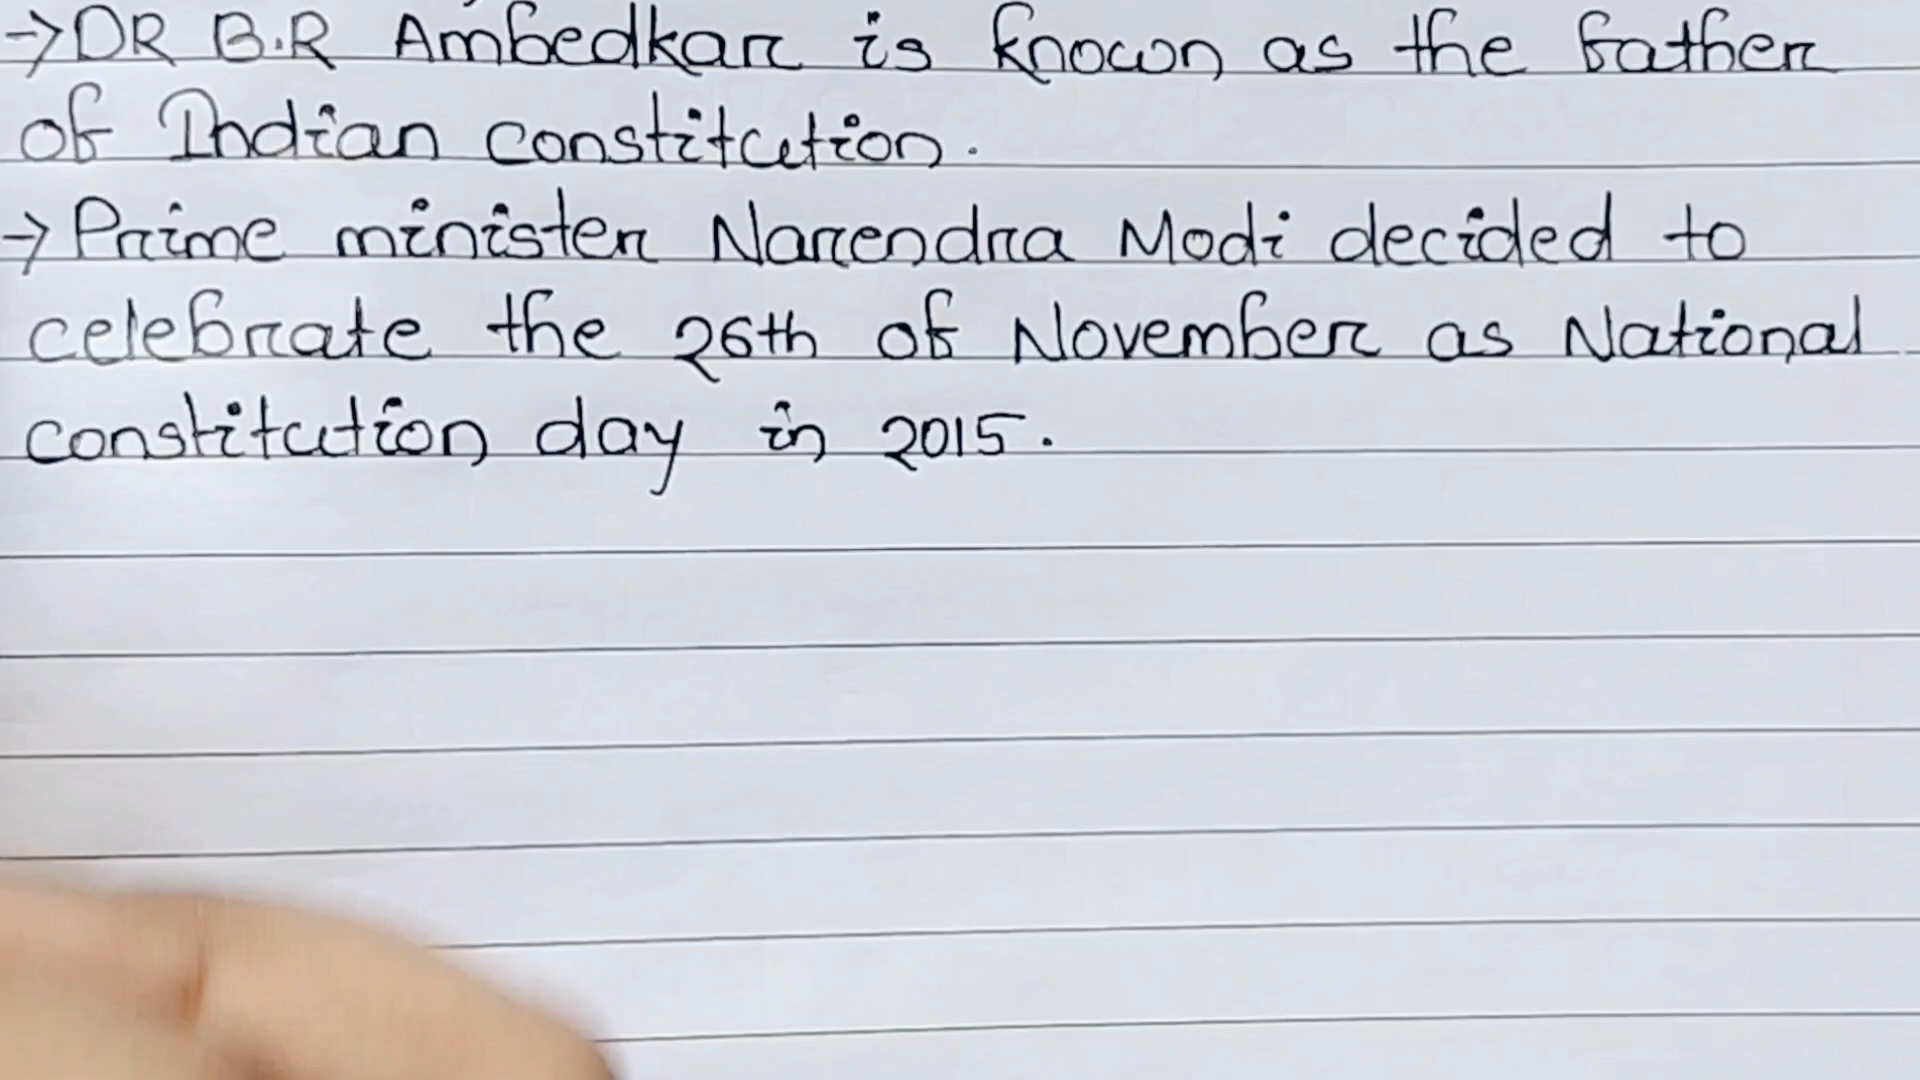 →DR B.R Ambedkar is known as the father
of Indian constitution.
→Prime minister Narendra Modi decided to
celebrate the 26th of November as National
constitution day in 2015.